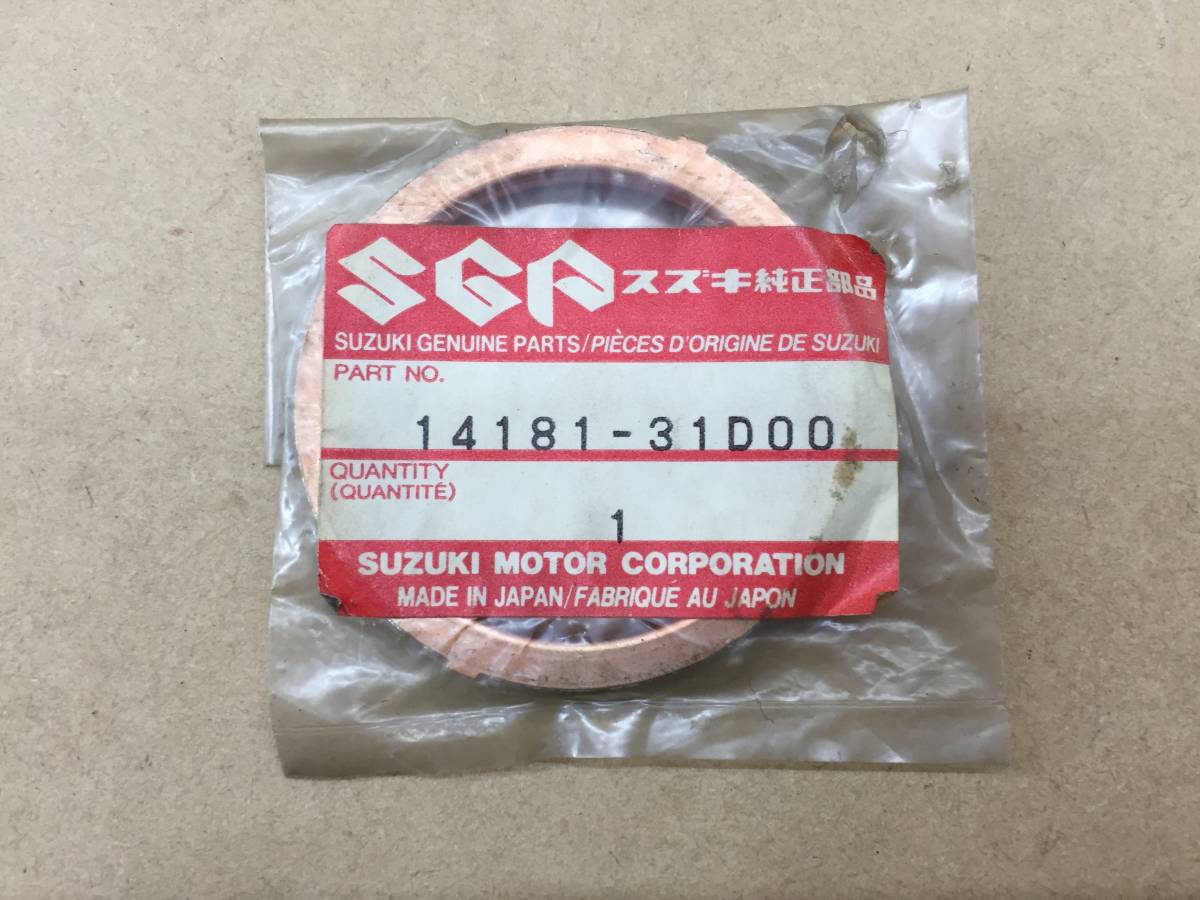 SGP スズキ純正部品
SUZUKI GENUINE PARTS/PIÈCES D'ORIGINE DE SUZUKI
PART NO.
14181-31D00
QUANTITY
(QUANTITÉ)
1
SUZUKI MOTOR CORPORATION
MADE IN JAPAN/FABRIQUE AU JAPON